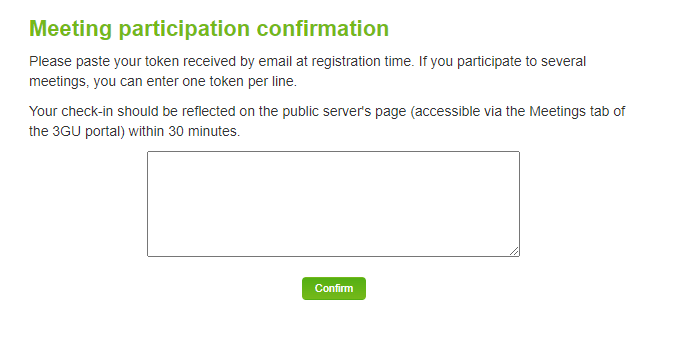 Meeting participation confirmation
Please paste your token received by email at registration time. If you participate to several
meetings, you can enter one token per line.
Your check-in should be reflected on the public server's page (accessible via the Meetings tab of
the 3GU portal) within 30 minutes.
Confirm